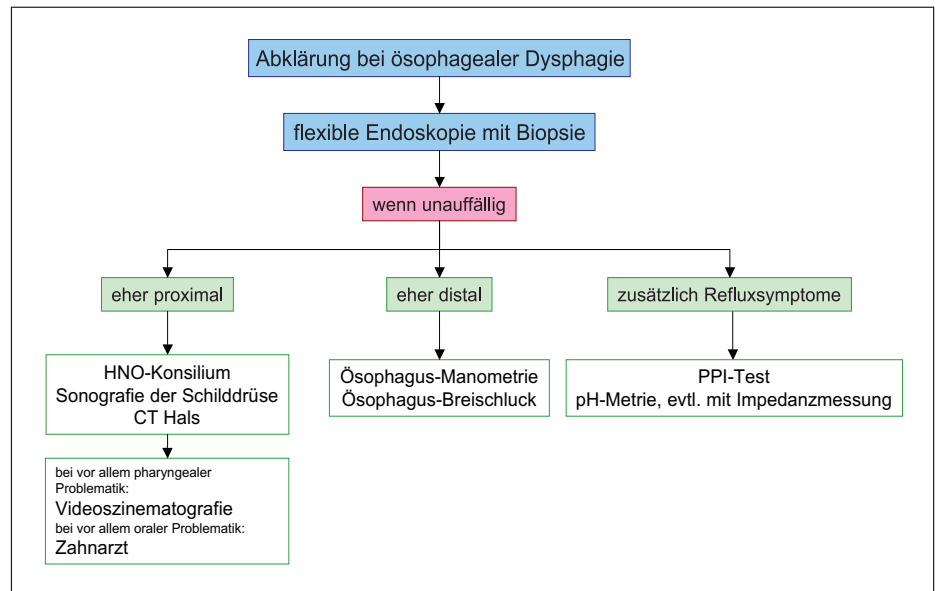 Abklärung bei ösophagealer Dysphagie
flexible Endoskopie mit Biopsie
wenn unauffällig
eher proximal
eher distal
zusätzlich Refluxsymptome
HNO-Konsilium
Sonografie der Schilddrüse
CT Hals
Ösophagus-Manometrie
Ösophagus-Breischluck
PPI-Test
pH-Metrie, evtl. mit Impedanzmessung
bei vor allem pharyngealer
Problematik:
Videoszinematografie
bei vor allem oraler Problematik:
Zahnarzt